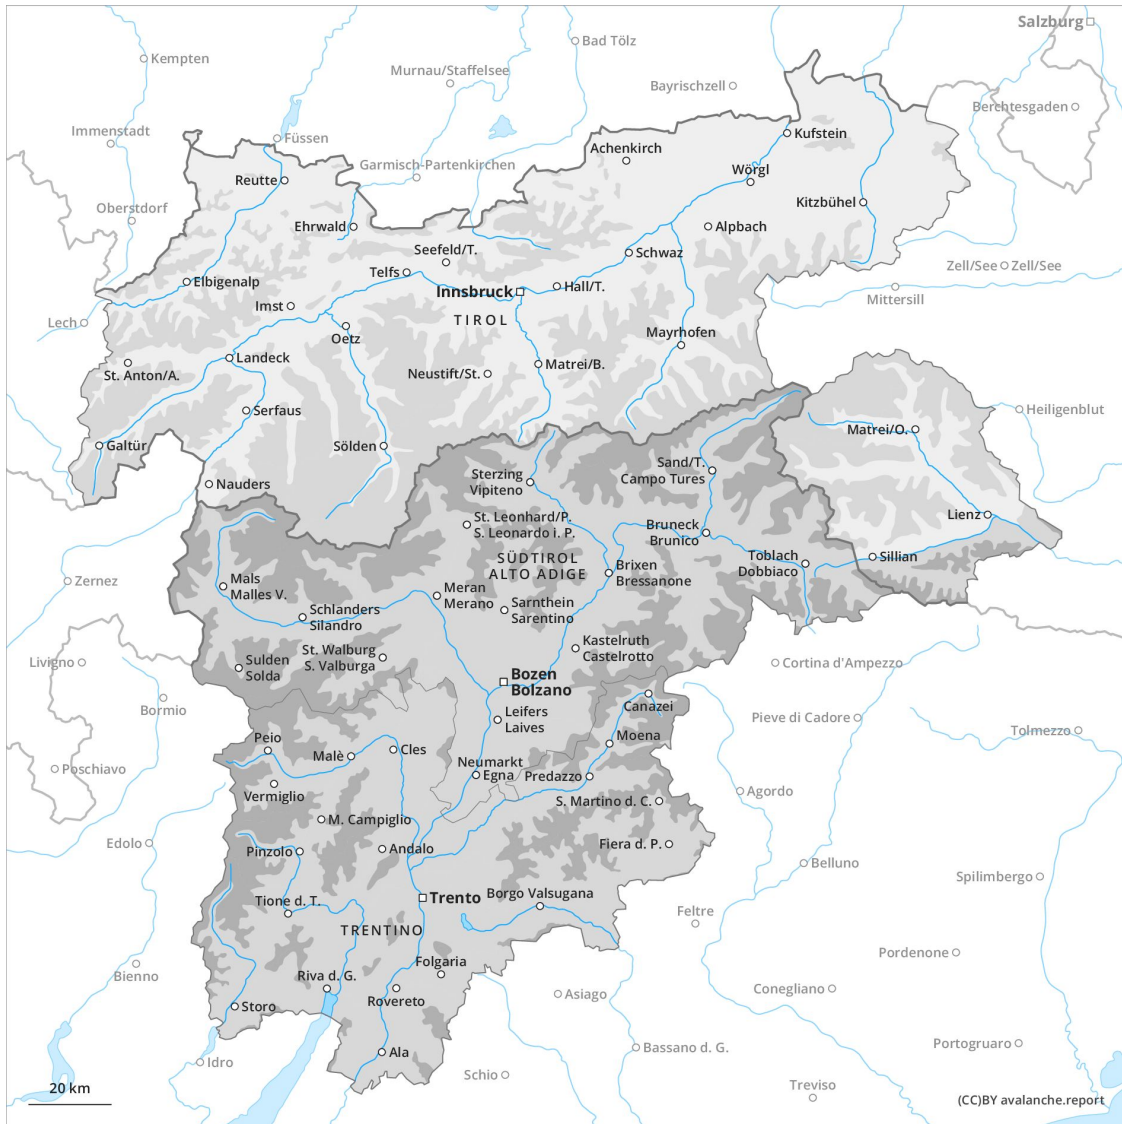 Salzburg
Bad Tölz
Kempten
Murnau/Staffelsee
Bayrischzell
Berchtesgaden
Immenstadt
Füssen
Kufstein
Achenkirch
Garmisch-Partenkirchen
Wörgl
Reutte
Oberstdorf
Kitzbühel
Ehrwald
Alpbach
Seefeld/T.
Schwaz
Telfs
Zell/See
Zell/See
Elbigenalp
Hall/T.
Innsbruck
Mittersill
Imst
TIROL
Lech
Oetz
Mayrhofen
Landeck
Matrei/B.
St. Anton/A.
Neustift/St.
Serfaus
Heiligenblut
Matrei/O.
Galtür
Sölden
Sterzing
Vipiteno
Sand/T.
Campo Tures
Nauders
Lienz
St. Leonhard/P.
S. Leonardo i. P.
Bruneck
Brunico
SÜDTIROL
ALTO ADIGE
Toblach
Dobbiaco
Sillian
Brixen
Bressanone
Zernez
Mals
Malles V.
Meran
Merano
Sarnthein
Sarentino
Schlanders
Silandro
Kastelruth
Castelrotto
St. Walburg
S. Valburga
Livigno
Sulden
Solda
Cortina d'Ampezzo
Bozen
Bolzano
Bormio
Canazei
Leifers
Laives
Pieve di Cadore
Tolmezzo
Peio
Moena
Cles
Malè
Poschiavo
Neumarkt
Egna
Predazzo
Vermiglio
Agordo
S. Martino d. C.
M. Campiglio
Edolo
Fiera d. P.
Pinzolo
Andalo
Belluno
Spilimbergo
Borgo Valsugana
Trento
Tione d. T.
Feltre
TRENTINO
Pordenone
Folgaria
Bienno
Riva d. G.
Conegliano
Asiago
Rovereto
Storo
Portogruaro
Bassano d. G.
Ala
Idro
Schio
Treviso
20 km
(CC)BY avalanche.report